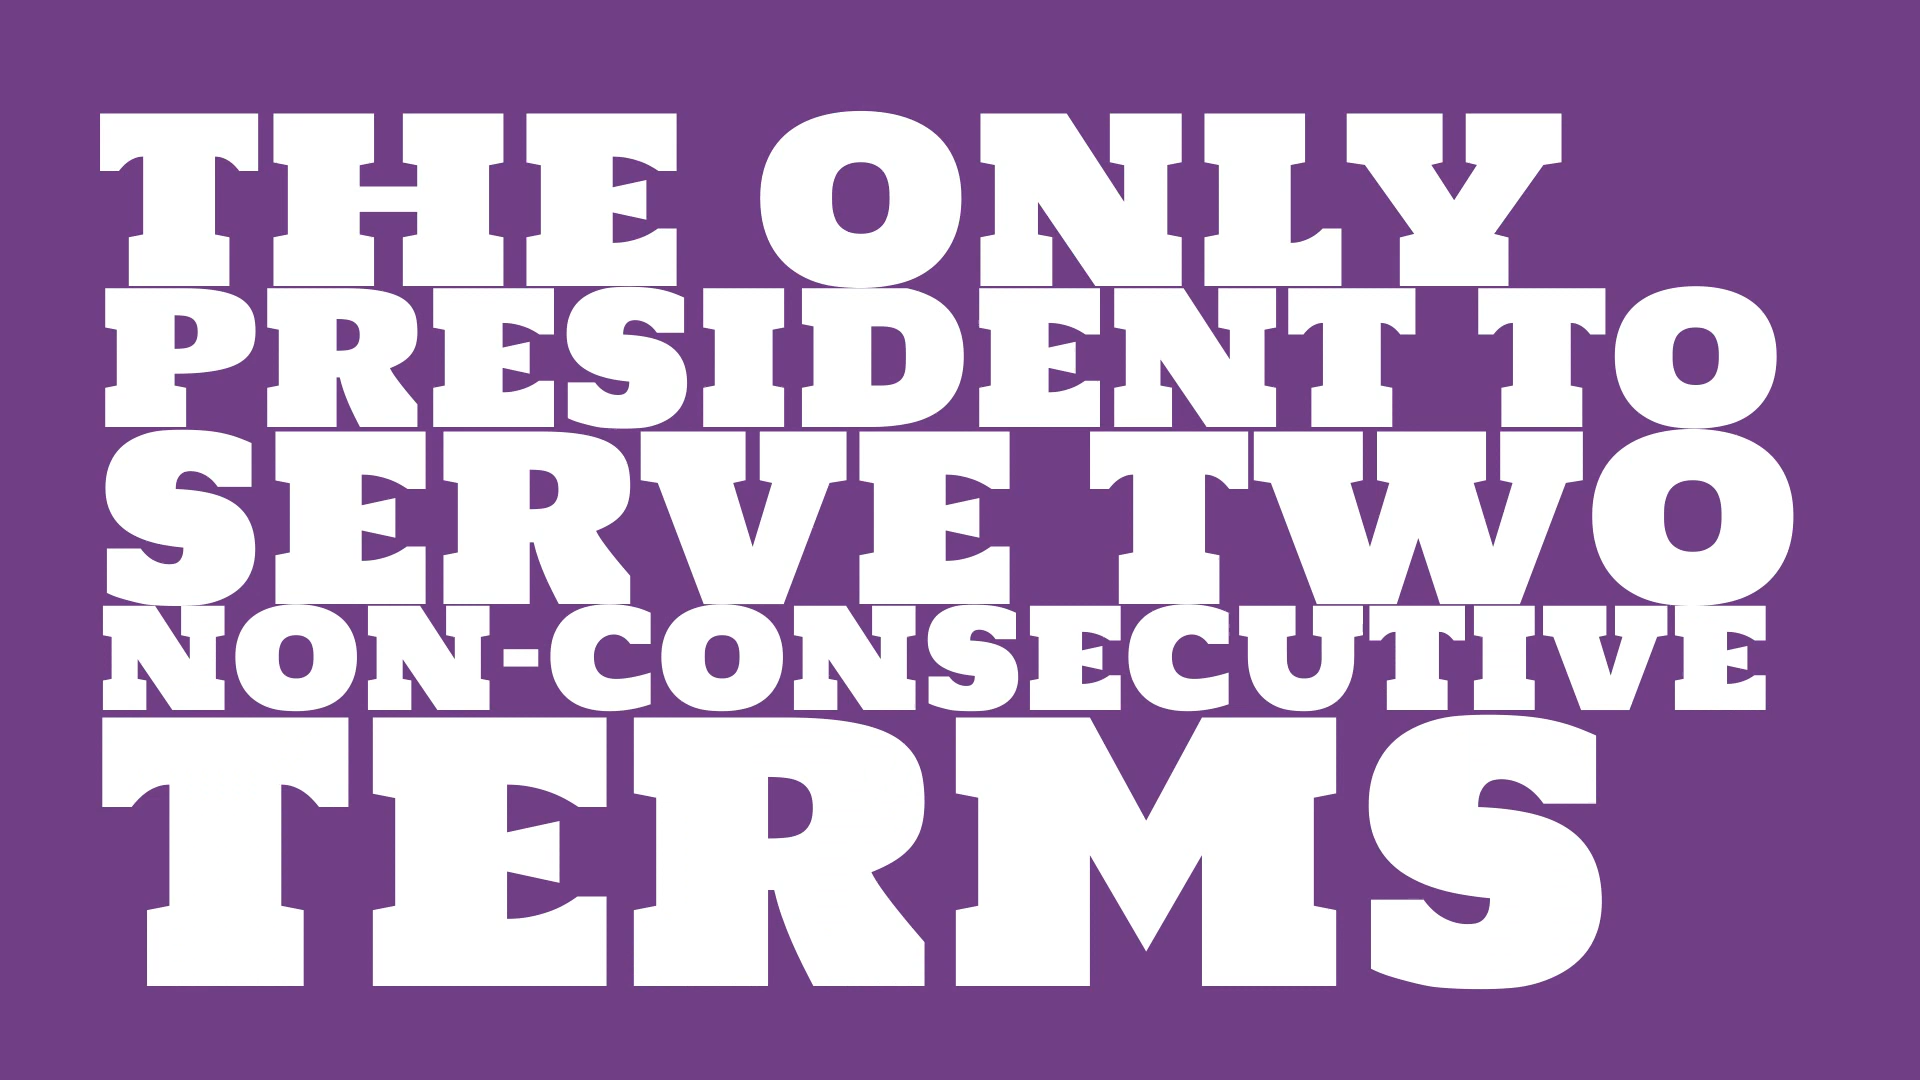 THE ONLY
PRESIDENT TO
SERVE TWO
NON-CONSECUTIVE
TERMS